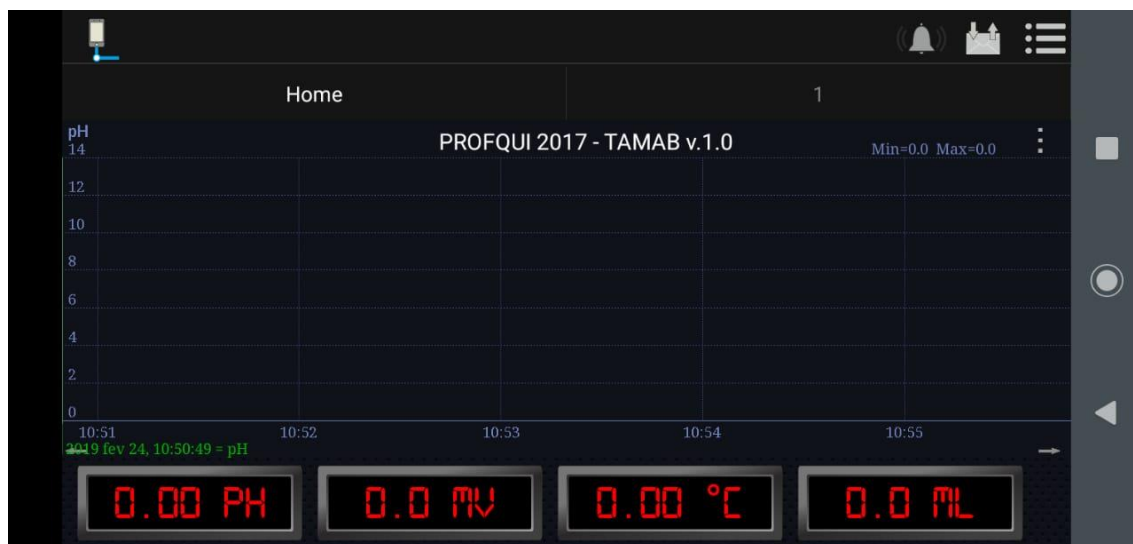 Home 1
pH
PROFQUI 2017 - TAMAB v.1.0
Min=0.0 Max=0.0
14
12
10
8
6
4
2
0
10:51 10:52 10:53 10:54 10:55
2019 fev 24, 10:50:49 = pH
0.00 PH 0.0 MV 0.00 °C 0.0 ML